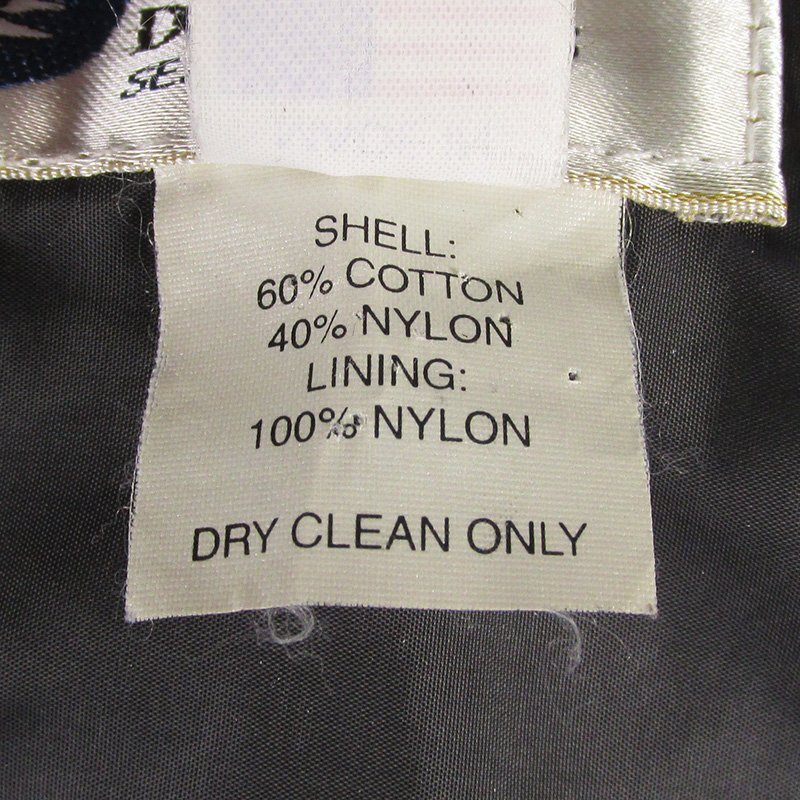 SHELL:
60% COTTON
40% NYLON
LINING:
100% NYLON
DRY CLEAN ONLY